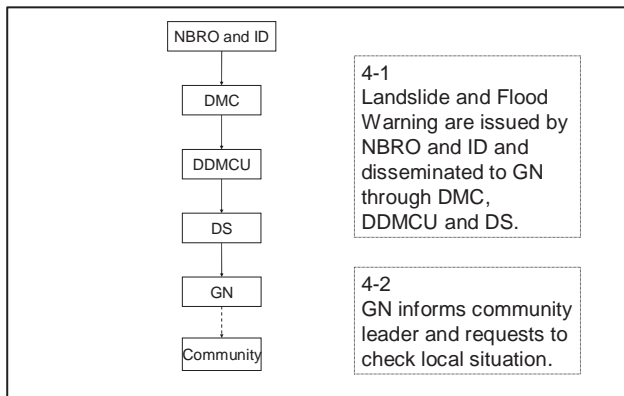 NBRO and ID
DMC
DDMCU
DS
GN
Community
4-1
Landslide and Flood
Warning are issued by
NBRO and ID and
disseminated to GN
through DMC,
DDMCU and DS.
4-2
GN informs community
leader and requests to
check local situation.